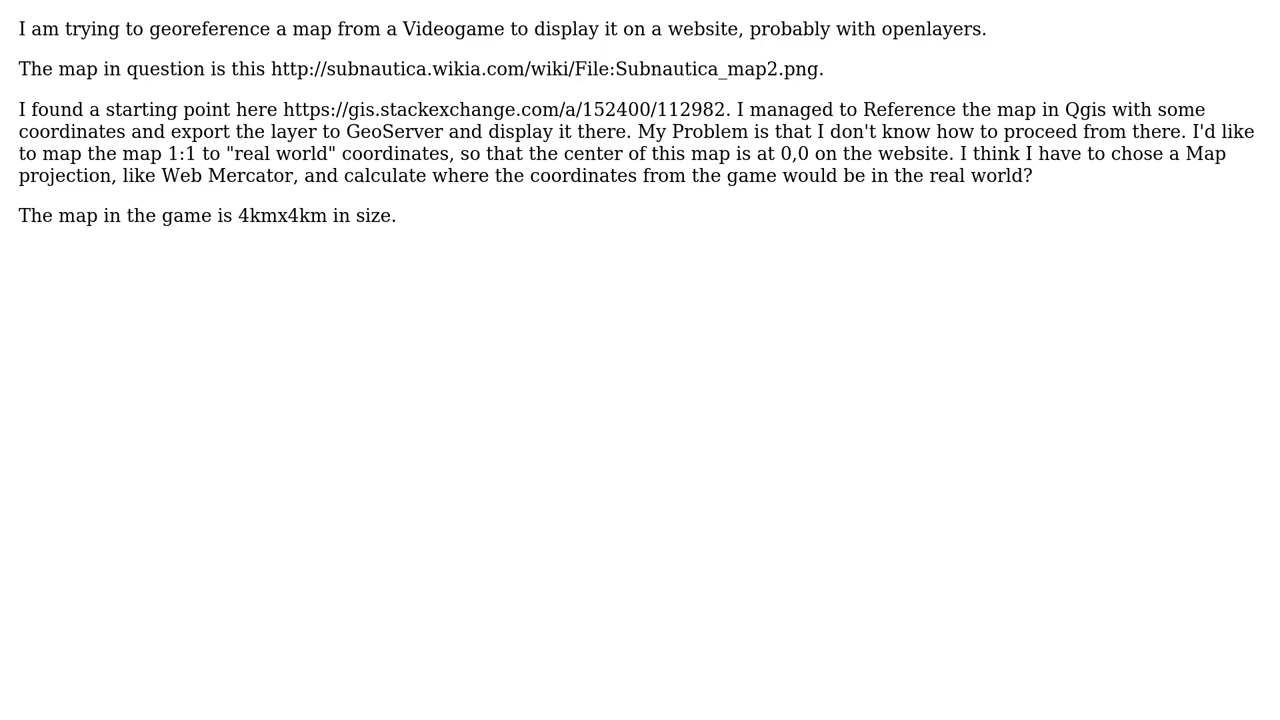 I am trying to georeference a map from a Videogame to display it on a website, probably with openlayers.
The map in question is this http://subnautica.wikia.com/wiki/File:Subnautica_map2.png.
I found a starting point here https://gis.stackexchange.com/a/152400/112982. I managed to Reference the map in Qgis with some
coordinates and export the layer to GeoServer and display it there. My Problem is that I don't know how to proceed from there. I'd like
to map the map 1:1 to "real world" coordinates, so that the center of this map is at 0,0 on the website. I think I have to chose a Map
projection, like Web Mercator, and calculate where the coordinates from the game would be in the real world?
The map in the game is 4kmx4km in size.